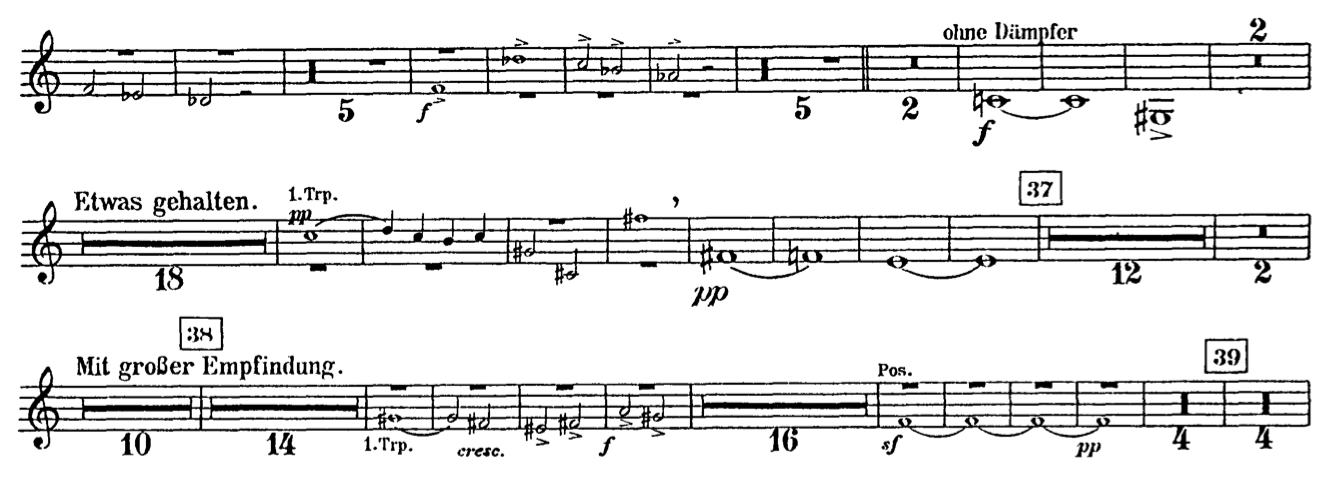 ohne Dämpfer 2
5 f 5 2 f
Etwas gehalten. 1.Trp. 37
pp
18 pp 12 2
38
Mit großer Empfindung. Pos. 39
10 14 1.Trp. cresc. f 16 sf pp 4 4